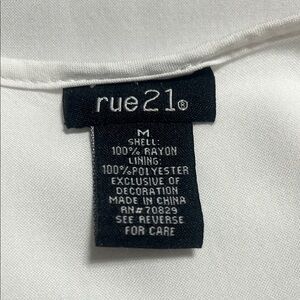 rue21®
M
SHELL:
100% RAYON
LINING:
100%POLYESTER
EXCLUSIVE OF
DECORATION
MADE IN CHINA
RN#70829
SEE REVERSE
FOR CARE